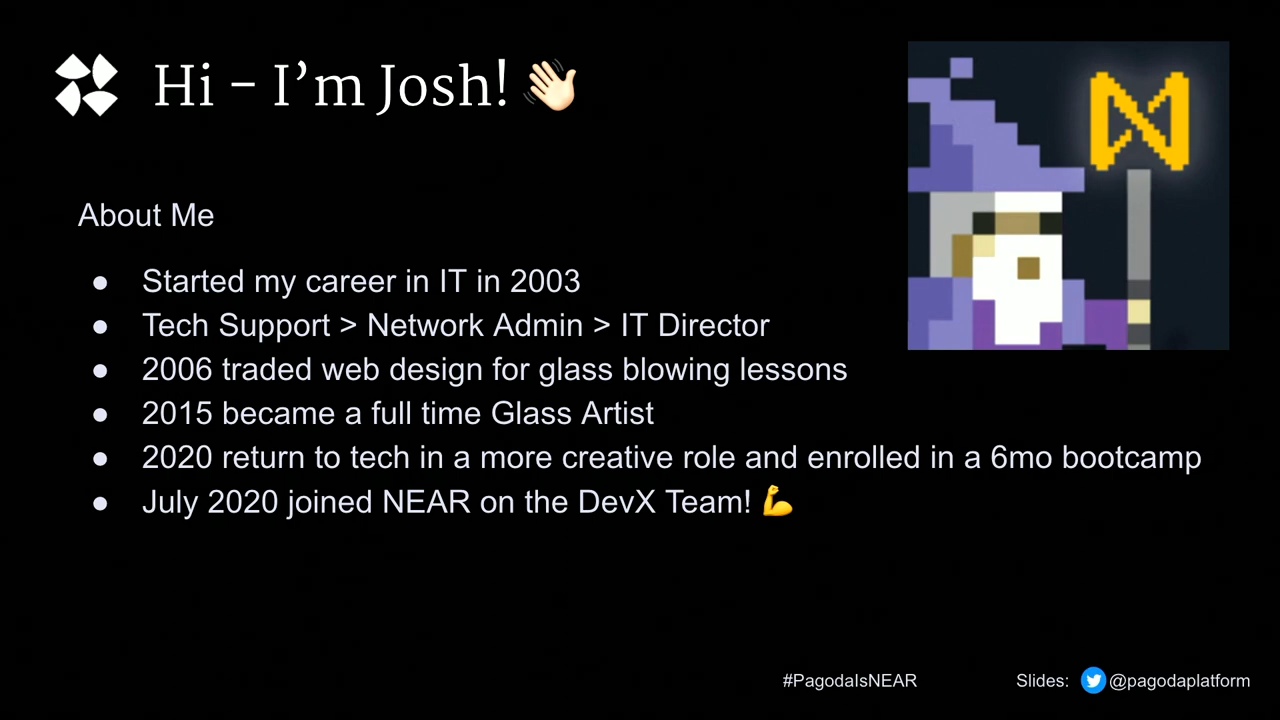 Hi – I’m Josh! 👋🏻
About Me
● Started my career in IT in 2003
● Tech Support > Network Admin > IT Director
● 2006 traded web design for glass blowing lessons
● 2015 became a full time Glass Artist
● 2020 return to tech in a more creative role and enrolled in a 6mo bootcamp
● July 2020 joined NEAR on the DevX Team! 💪
#PagodaIsNEAR Slides: @pagodaplatform